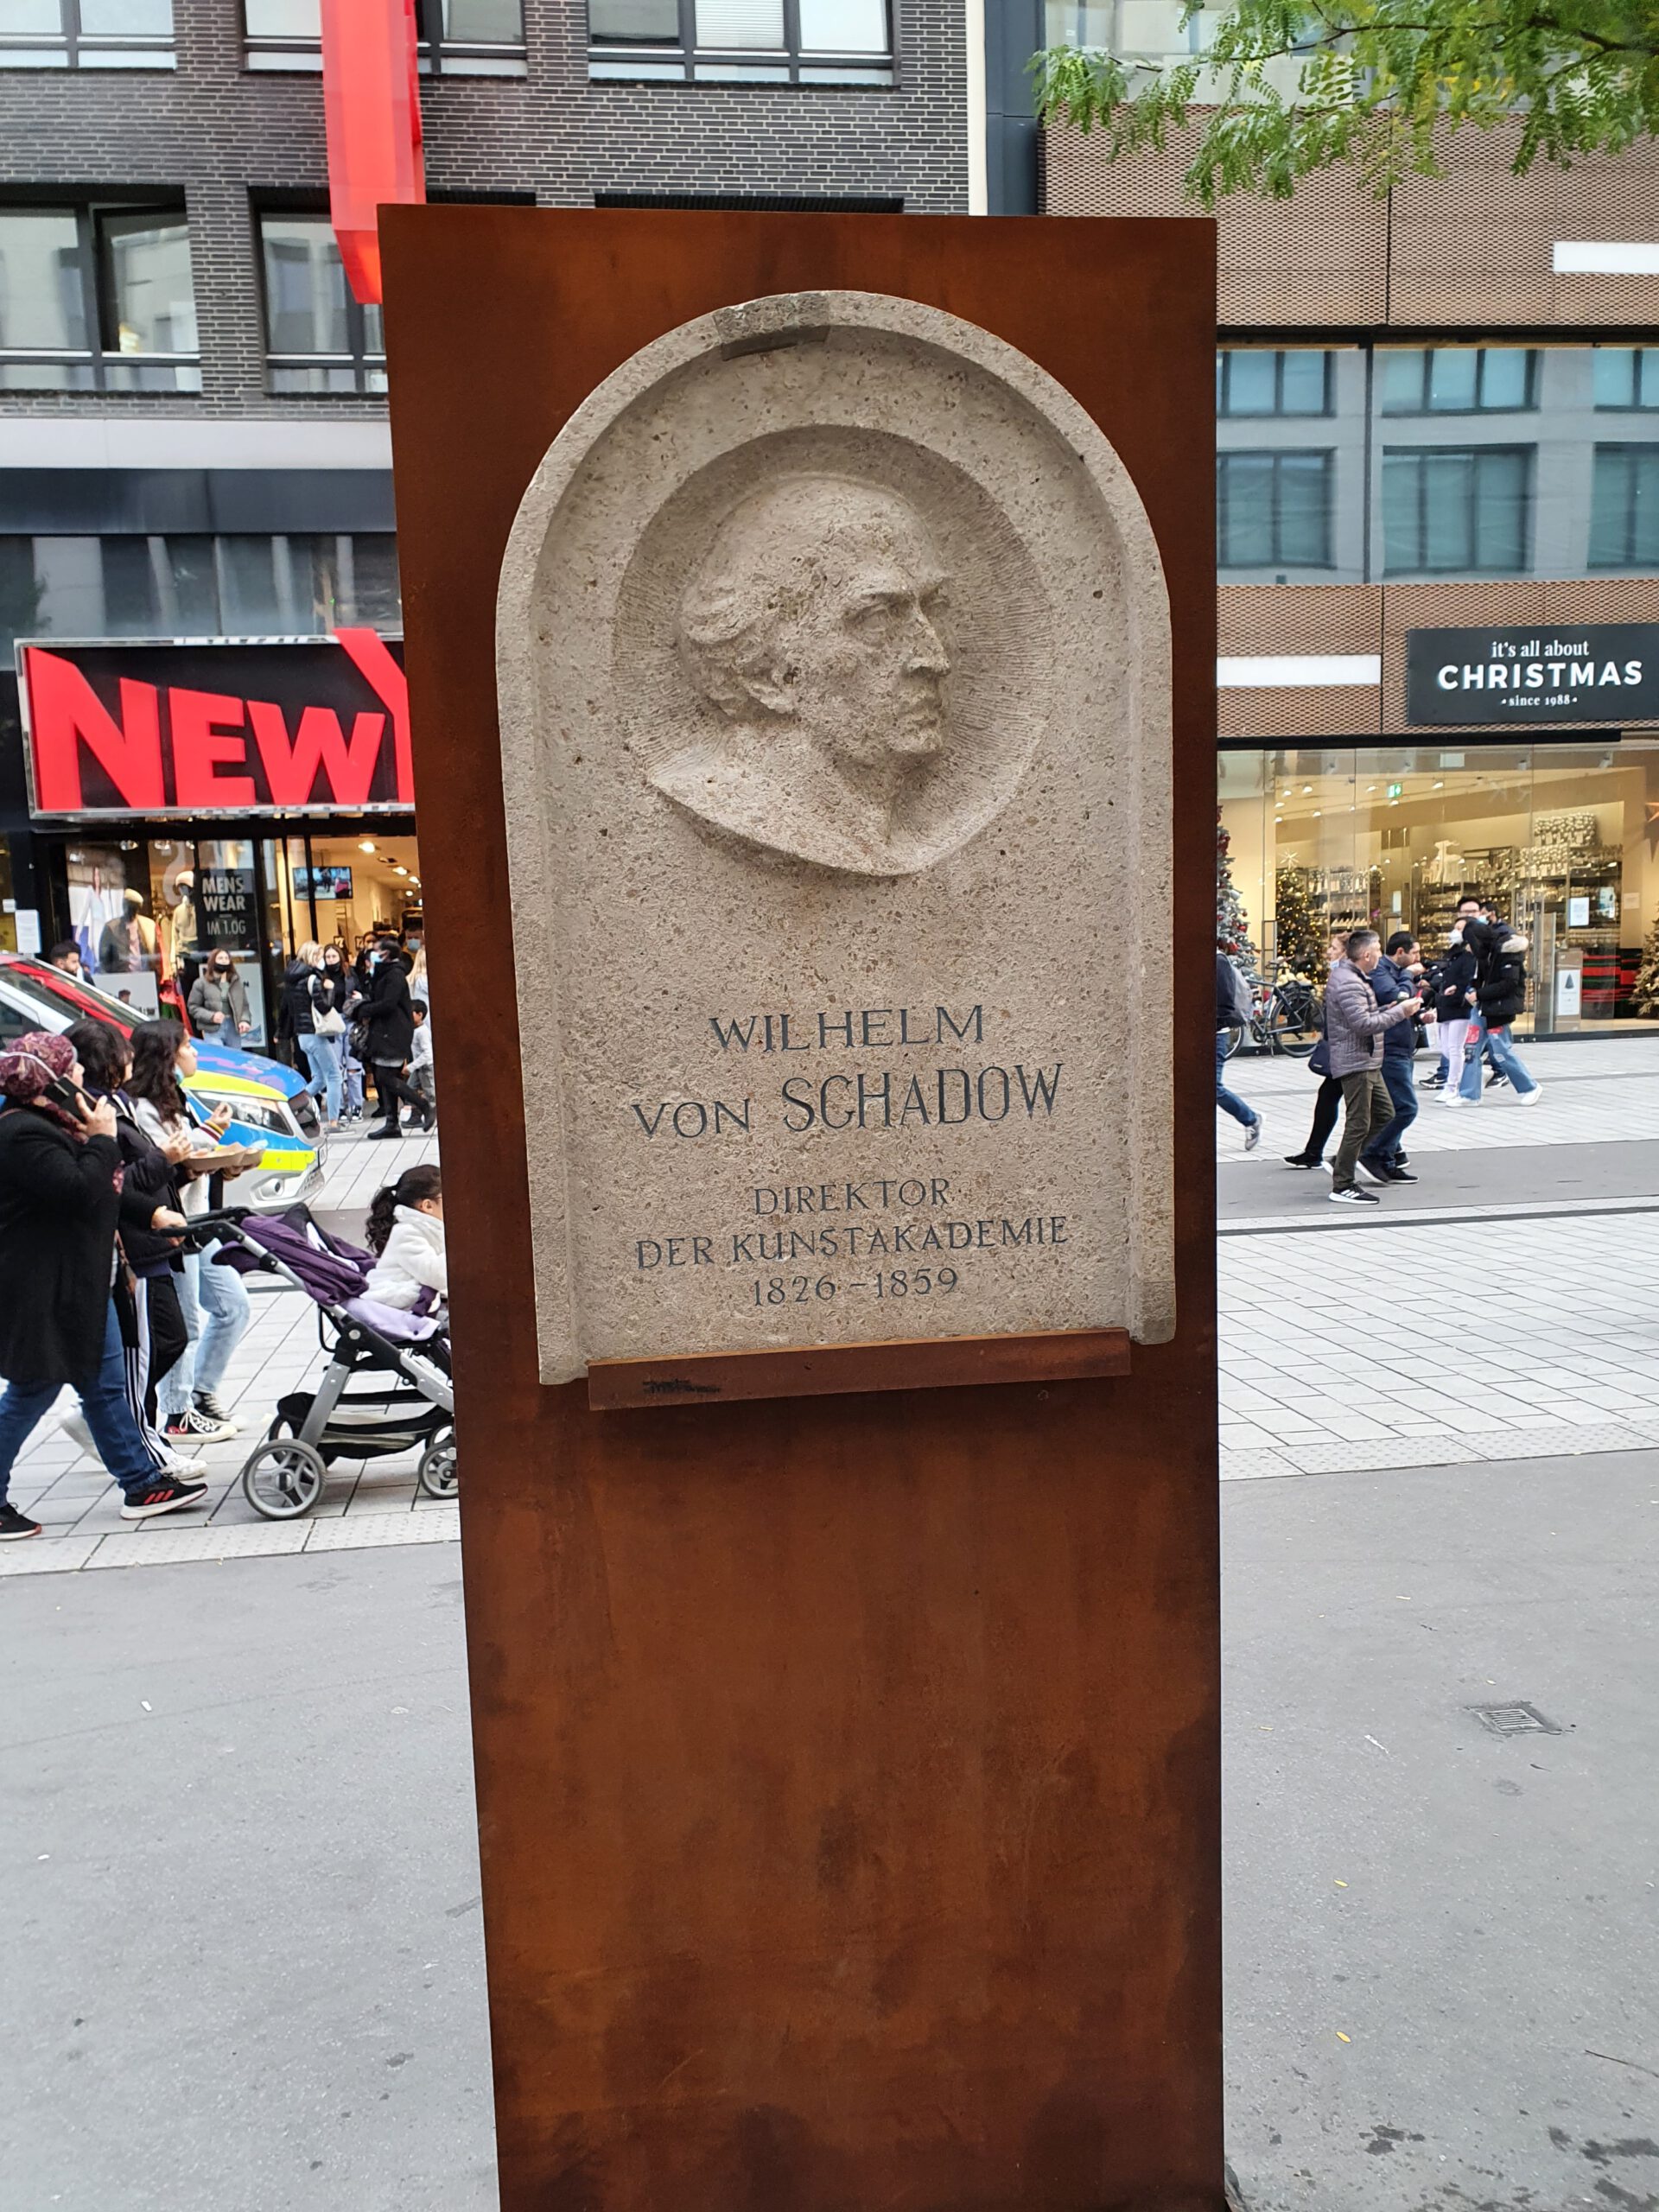 NEW Y
MENS
WEAR
IM 1.OG
it's all about
CHRISTMAS
since 1988
WILHELM
VON SCHADOW
DIREKTOR
DER KUNSTAKADEMIE
1826-1859